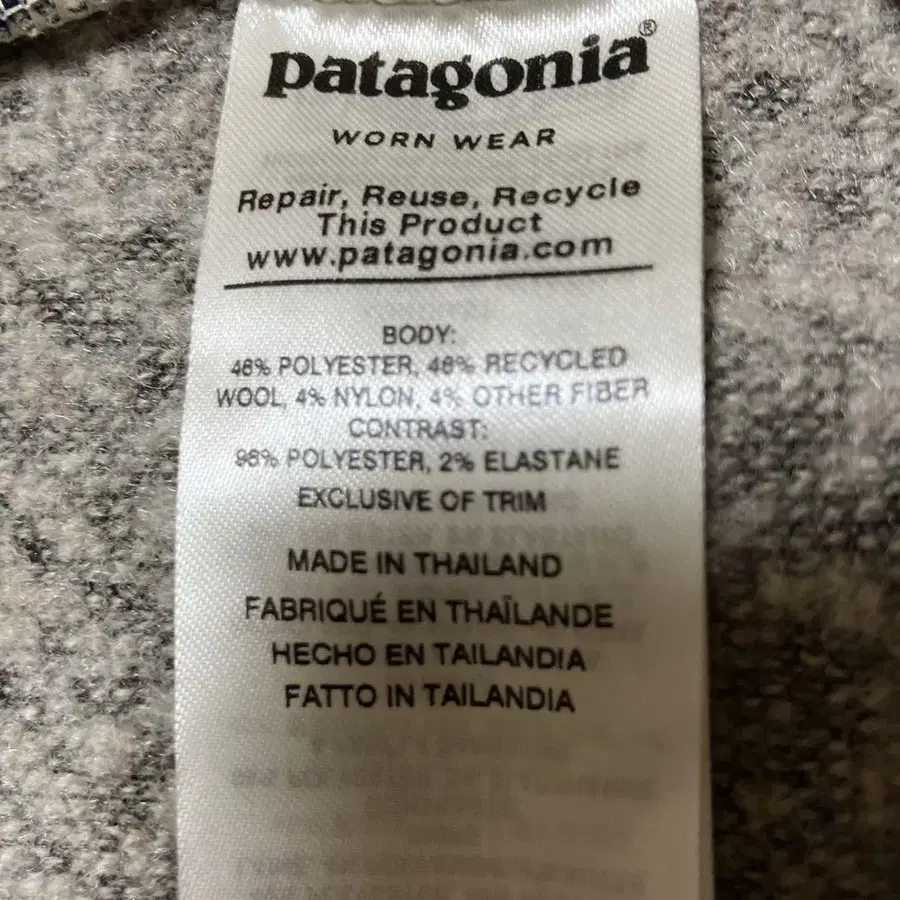 patagonia®
WORN WEAR
Repair, Reuse, Recycle
This Product
www.patagonia.com
BODY:
46% POLYESTER, 46% RECYCLED
WOOL, 4% NYLON, 4% OTHER FIBER
CONTRAST:
98% POLYESTER, 2% ELASTANE
EXCLUSIVE OF TRIM
MADE IN THAILAND
FABRIQUÉ EN THAÏLANDE
HECHO EN TAILANDIA
FATTO IN TAILANDIA